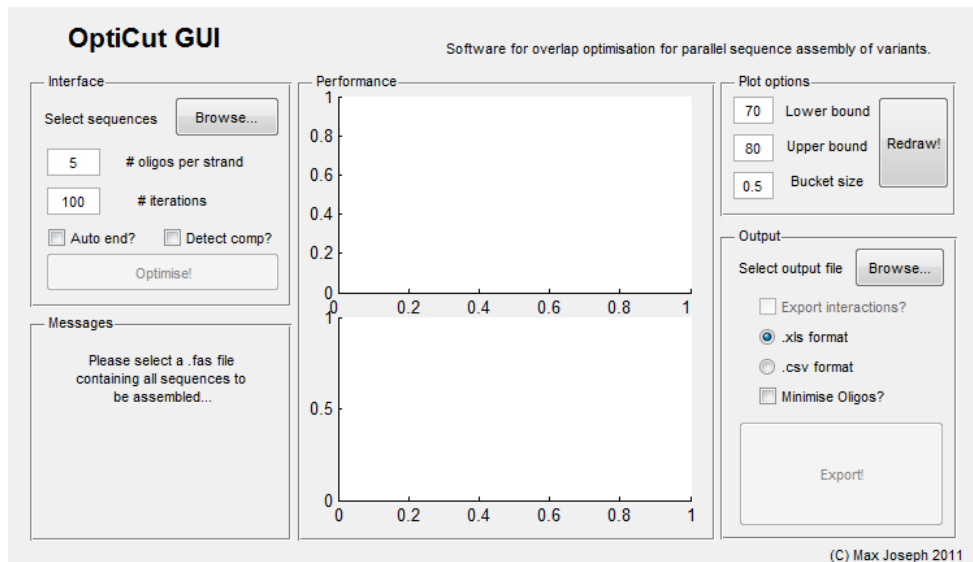 OptiCut GUI
Software for overlap optimisation for parallel sequence assembly of variants.
Interface
Select sequences
Browse...
5
# oligos per strand
100
# iterations
Auto end?
Detect comp?
Optimise!
Messages
Please select a .fas file
containing all sequences to
be assembled...
Performance
1
0.8
0.6
0.4
0.2
0
0 0.2 0.4 0.6 0.8 1
1
0.5
0
0 0.2 0.4 0.6 0.8 1
Plot options
70
Lower bound
80
Upper bound
0.5
Bucket size
Redraw!
Output
Select output file
Browse...
Export interactions?
.xls format
.csv format
Minimise Oligos?
Export!
(C) Max Joseph 2011